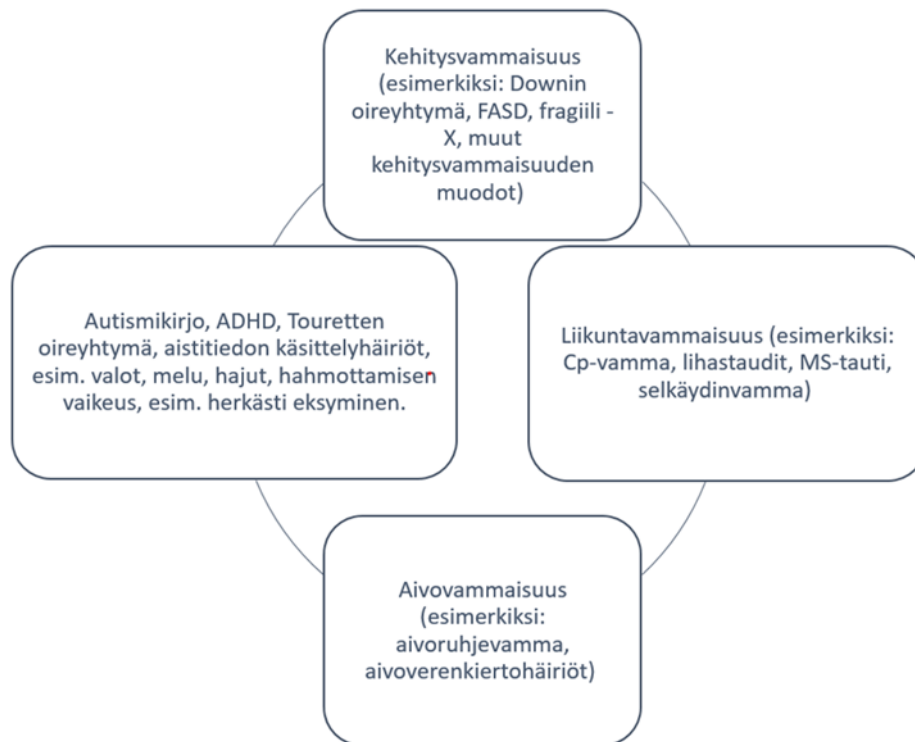 Kehitysvammaisuus
(esimerkiksi: Downin
oireyhtymä, FASD, fragiili -
X, muut
kehitysvammaisuuden
muodot)
Autismikirjo, ADHD, Touretten
oireyhtymä, aistitiedon käsittelyhäiriöt,
esim. valot, melu, hajut, hahmottamisen
vaikeus, esim. herkästi eksyminen.
Liikuntavammaisuus (esimerkiksi:
Cp-vamma, lihastaudit, MS-tauti,
selkäydinvamma)
Aivovammaisuus
(esimerkiksi:
aivoruhjevamma,
aivoverenkiertohäiriöt)